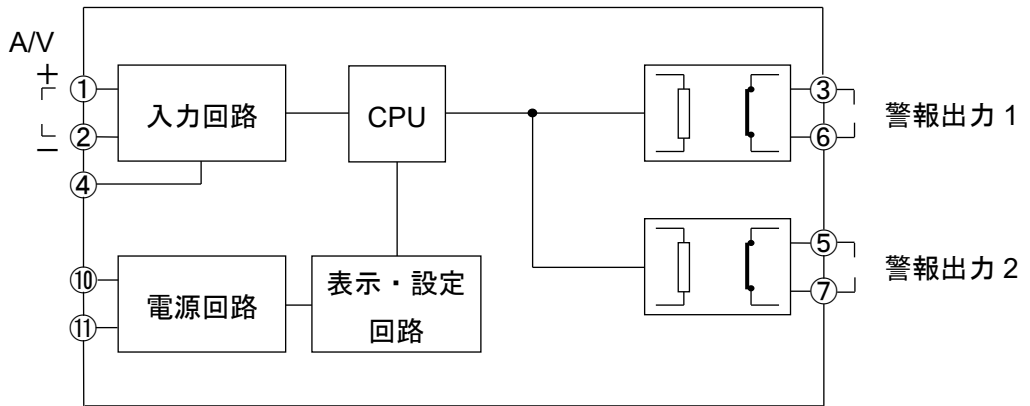 A/V
+
①
②
−
④
入力回路
CPU
③
⑥
警報出力 1
⑩
⑪
電源回路
表示・設定
回路
⑤
⑦
警報出力 2